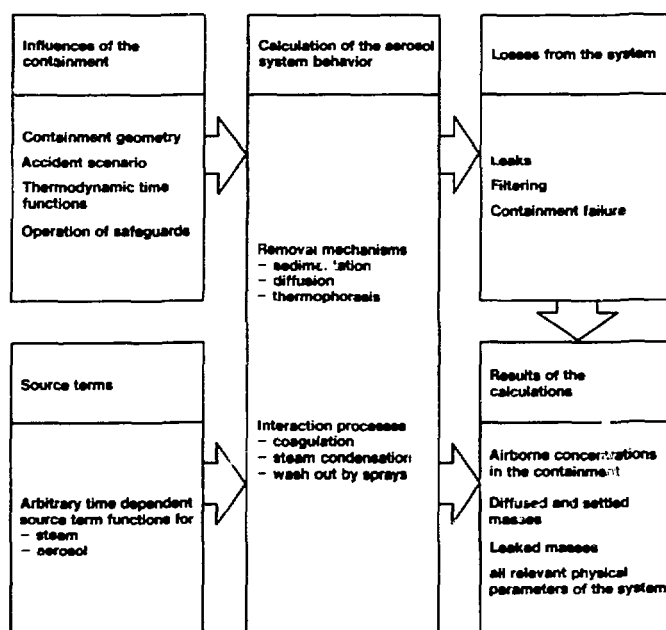 Influences of the
containment
Containment geometry
Accident scenario
Thermodynamic time
functions
Operation of safeguards
Source terms
Arbitrary time dependent
source term functions for
– steam
– aerosol
Calculation of the aerosol
system behavior
Removal mechanisms
– sedimentation
– diffusion
– thermophoresis
Interaction processes
– coagulation
– steam condensation
– wash out by sprays
Losses from the system
Leaks
Filtering
Containment failure
Results of the
calculations
Airborne concentrations
in the containment
Diffused and settled
masses
Leaked masses
all relevant physical
parameters of the system